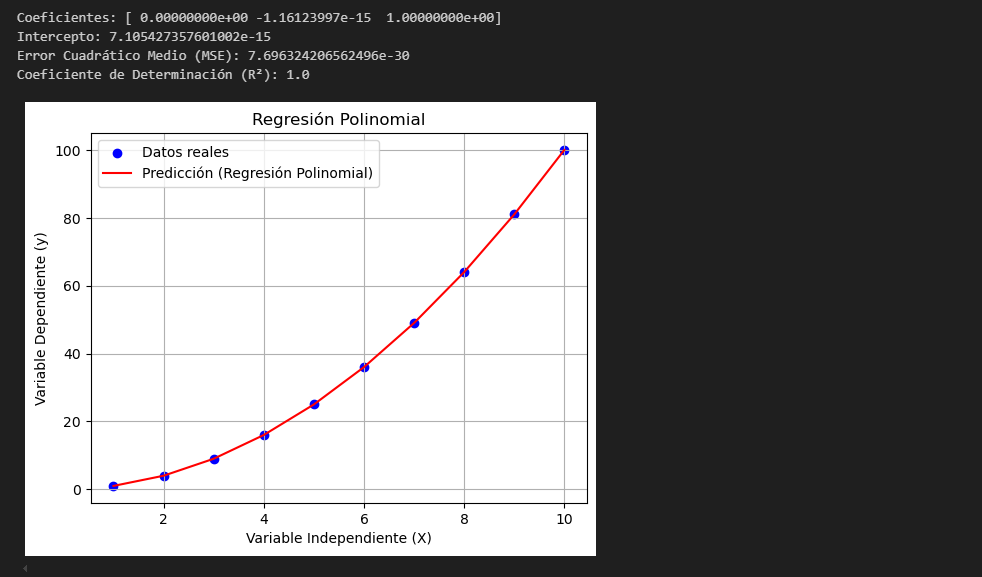 Coeficientes: [ 0.00000000e+00 -1.16123997e-15  1.00000000e+00]
Intercepto: 7.105427357601002e-15
Error Cuadrático Medio (MSE): 7.696324206562496e-30
Coeficiente de Determinación (R²): 1.0
Regresión Polinomial
Datos reales
Predicción (Regresión Polinomial)
Variable Dependiente (y)
100
80
60
40
20
0
2 4 6 8 10
Variable Independiente (X)